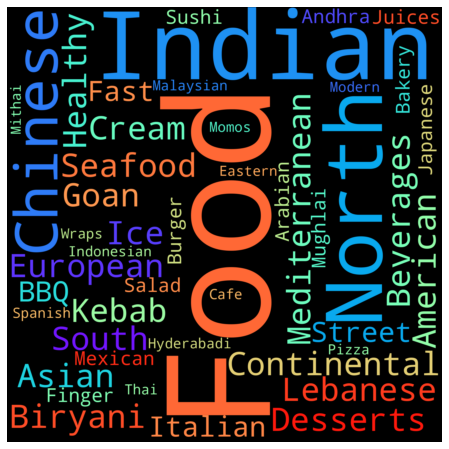 Sushi
Andhra
Juices
Indian
Chinese
Healthy
Fast
Malaysian
Modern
Bakery
Mithai
Cream
Momos
Food
North
Japanese
Seafood
Eastern
Mediterranean
Arabian
Mughlai
Beverages
American
Goan
Burger
Wraps
Ice
Indonesian
European
BBQ
Salad
Cafe
Spanish
Kebab
South
Hyderabadi
Street
Pizza
Mexican
Continental
Asian
Finger
Thai
Lebanese
Biryani
Italian
Desserts